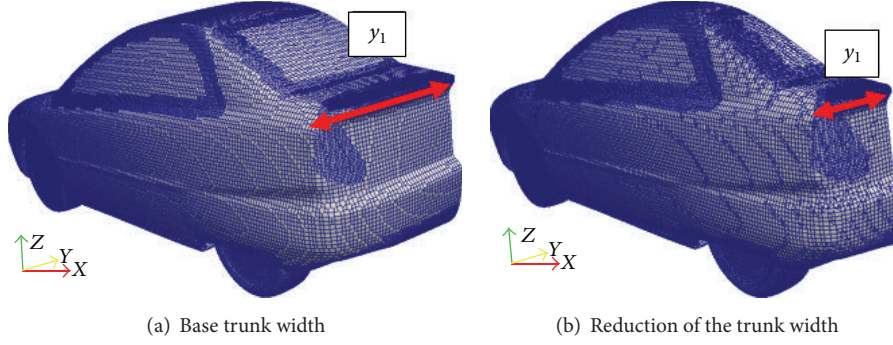 y₁
y₁
Z
Y
X
Z
Y
X
(a) Base trunk width
(b) Reduction of the trunk width